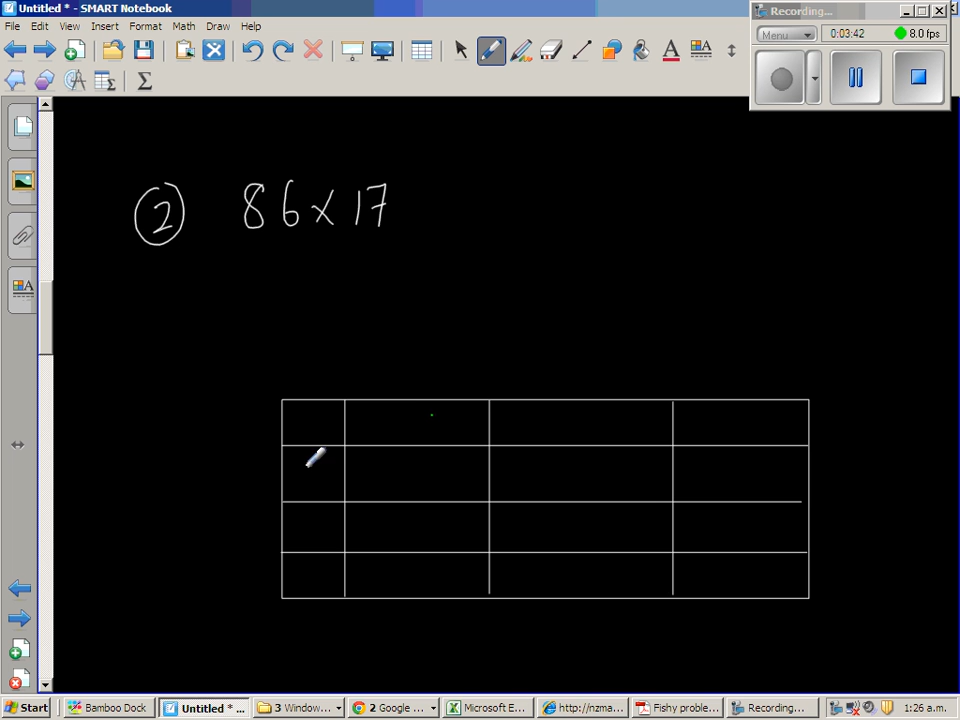 Untitled * - SMART Notebook
Recording...
File Edit View Insert Format Math Draw Help
Menu
0:03:42
8.0 fps
2 86 x 17
Start
Bamboo Dock
Untitled * ...
3 Window...
2 Google ...
Microsoft E...
http://nzma...
Fishy proble...
Recording...
1:26 a.m.